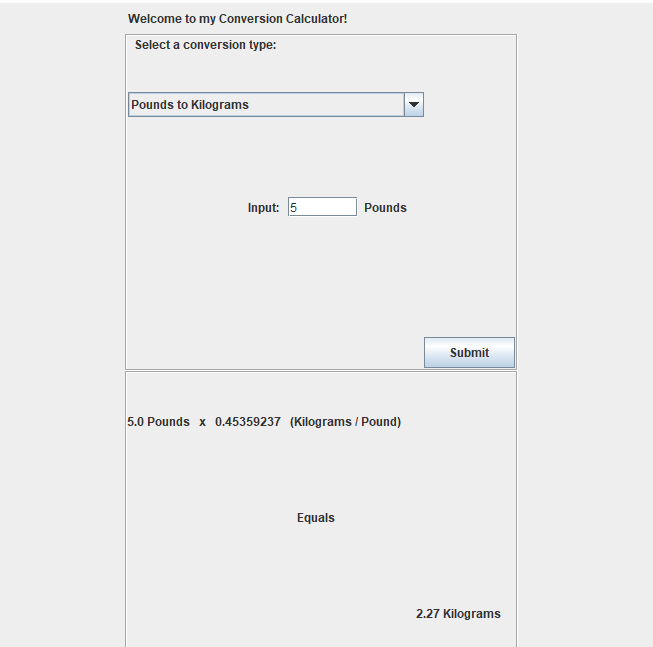 Welcome to my Conversion Calculator!
Select a conversion type:
Pounds to Kilograms
Input: 5 Pounds
Submit
5.0 Pounds x 0.45359237 (Kilograms / Pound)
Equals
2.27 Kilograms